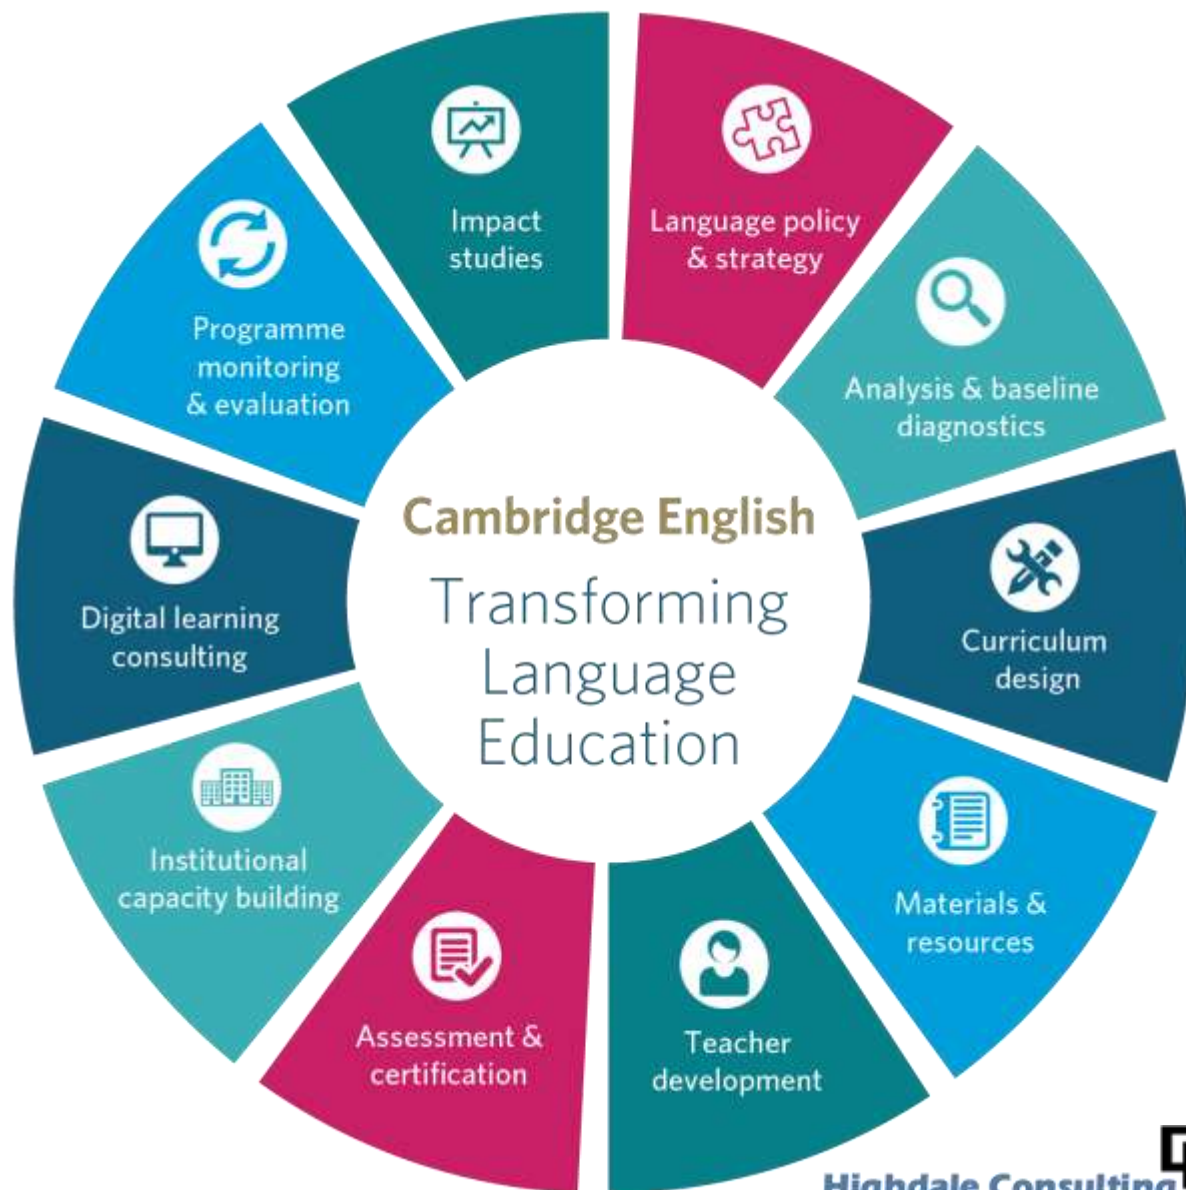 Impact
studies
Language policy
& strategy
Analysis & baseline
diagnostics
Curriculum
design
Materials &
resources
Teacher
development
Assessment &
certification
Institutional
capacity building
Digital learning
consulting
Programme
monitoring
& evaluation
Cambridge English
Transforming
Language
Education
Highdale Consulting